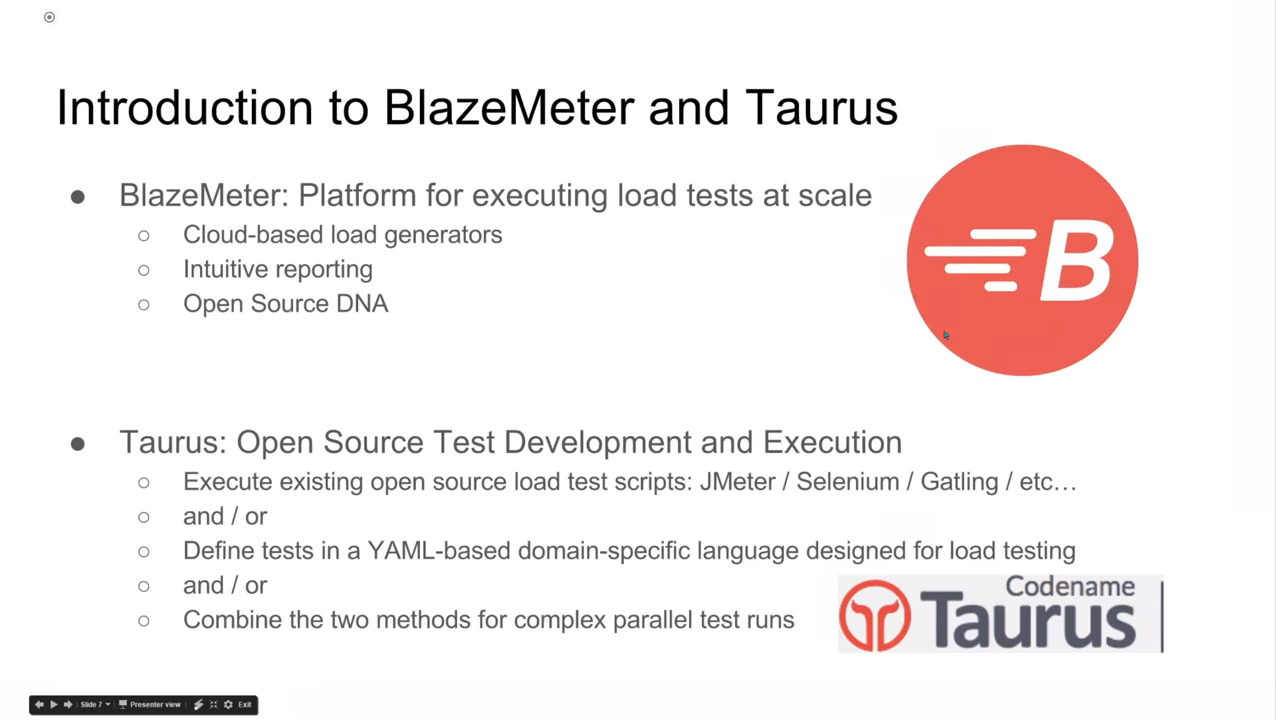 Introduction to BlazeMeter and Taurus
● BlazeMeter: Platform for executing load tests at scale
○ Cloud-based load generators
○ Intuitive reporting
○ Open Source DNA
B
● Taurus: Open Source Test Development and Execution
○ Execute existing open source load test scripts: JMeter / Selenium / Gatling / etc…
○ and / or
○ Define tests in a YAML-based domain-specific language designed for load testing
○ and / or
○ Combine the two methods for complex parallel test runs
Codename
Taurus
Slide 7 Presenter view Exit